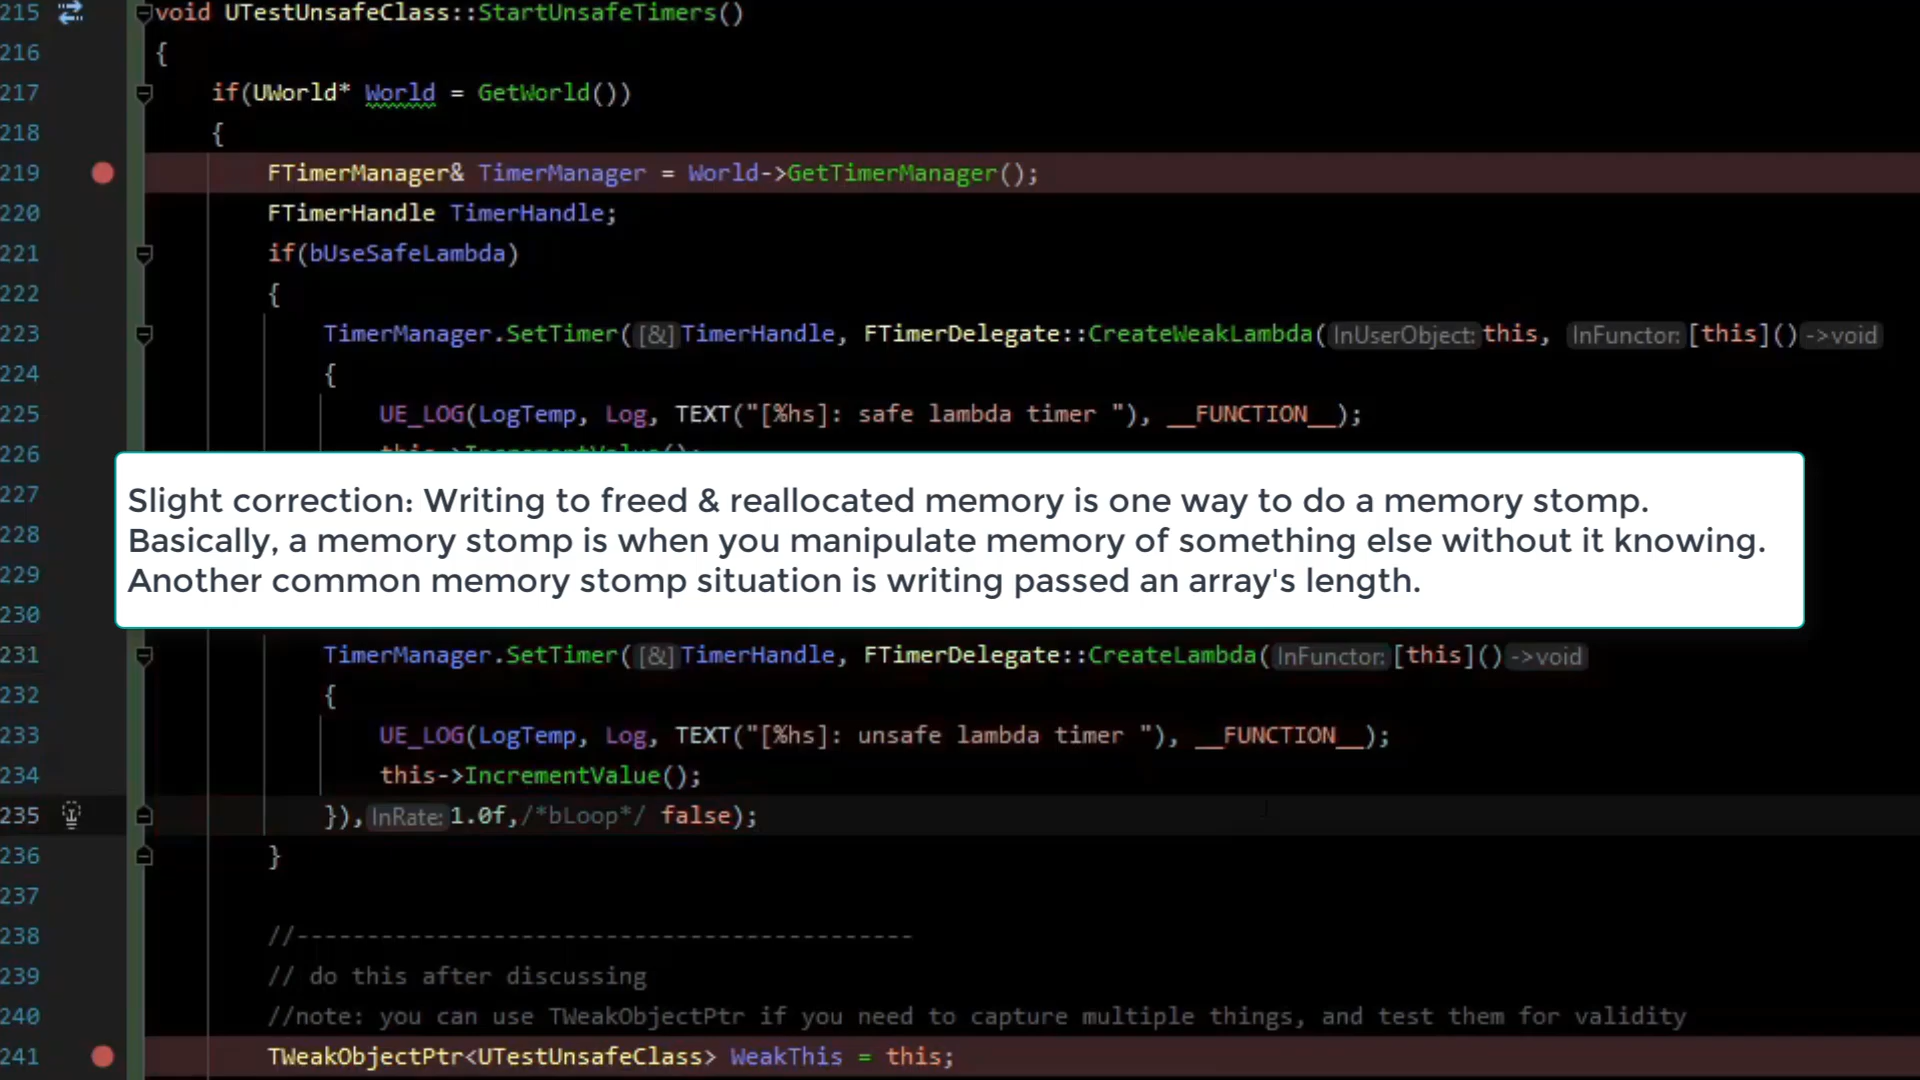 215 void UTestUnsafeClass::StartUnsafeTimers()
216 {
217 if(UWorld* World = GetWorld())
218 {
219 FTimerManager& TimerManager = World->GetTimerManager();
220 FTimerHandle TimerHandle;
221 if(bUseSafeLambda)
222 {
223 TimerManager.SetTimer([&]TimerHandle, FTimerDelegate::CreateWeakLambda(InUserObject:this, InFunctor:[this]()->void
224 {
225 UE_LOG(LogTemp, Log, TEXT("[%hs]: safe lambda timer "), __FUNCTION__);
226 this->IncrementValue();
227
Slight correction: Writing to freed & reallocated memory is one way to do a memory stomp.
228
Basically, a memory stomp is when you manipulate memory of something else without it knowing.
229
Another common memory stomp situation is writing passed an array's length.
230
231 TimerManager.SetTimer([&]TimerHandle, FTimerDelegate::CreateLambda(InFunctor:[this]()->void
232 {
233 UE_LOG(LogTemp, Log, TEXT("[%hs]: unsafe lambda timer "), __FUNCTION__);
234 this->IncrementValue();
235 }),InRate:1.0f,/*bLoop*/ false);
236 }
237
238 //--------------------------------------------
239 // do this after discussing
240 //note: you can use TWeakObjectPtr if you need to capture multiple things, and test them for validity
241 TWeakObjectPtr<UTestUnsafeClass> WeakThis = this;